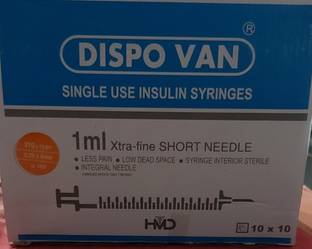 DISPO VAN ®
SINGLE USE INSULIN SYRINGES
1ml Xtra-fine SHORT NEEDLE
• LESS PAIN • LOW DEAD SPACE • SYRINGE INTERIOR STERILE
• INTEGRAL NEEDLE
HMD
10 x 10